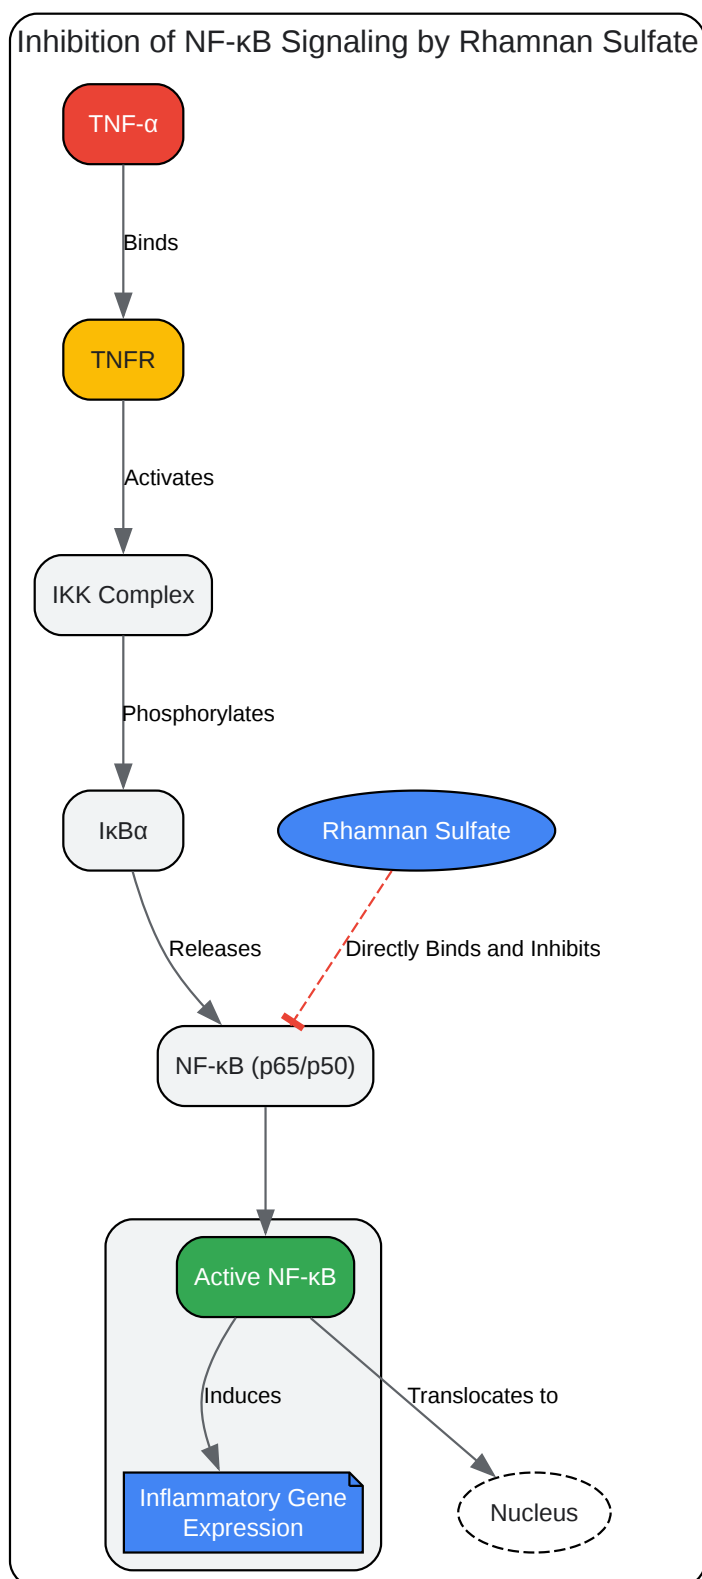 Inhibition of NF-κB Signaling by Rhamnan Sulfate
TNF-α
Binds
TNFR
Activates
IKK Complex
Phosphorylates
IκBα
Rhamnan Sulfate
Releases
Directly Binds and Inhibits
NF-κB (p65/p50)
Active NF-κB
Induces
Translocates to
Inflammatory Gene
Expression
Nucleus